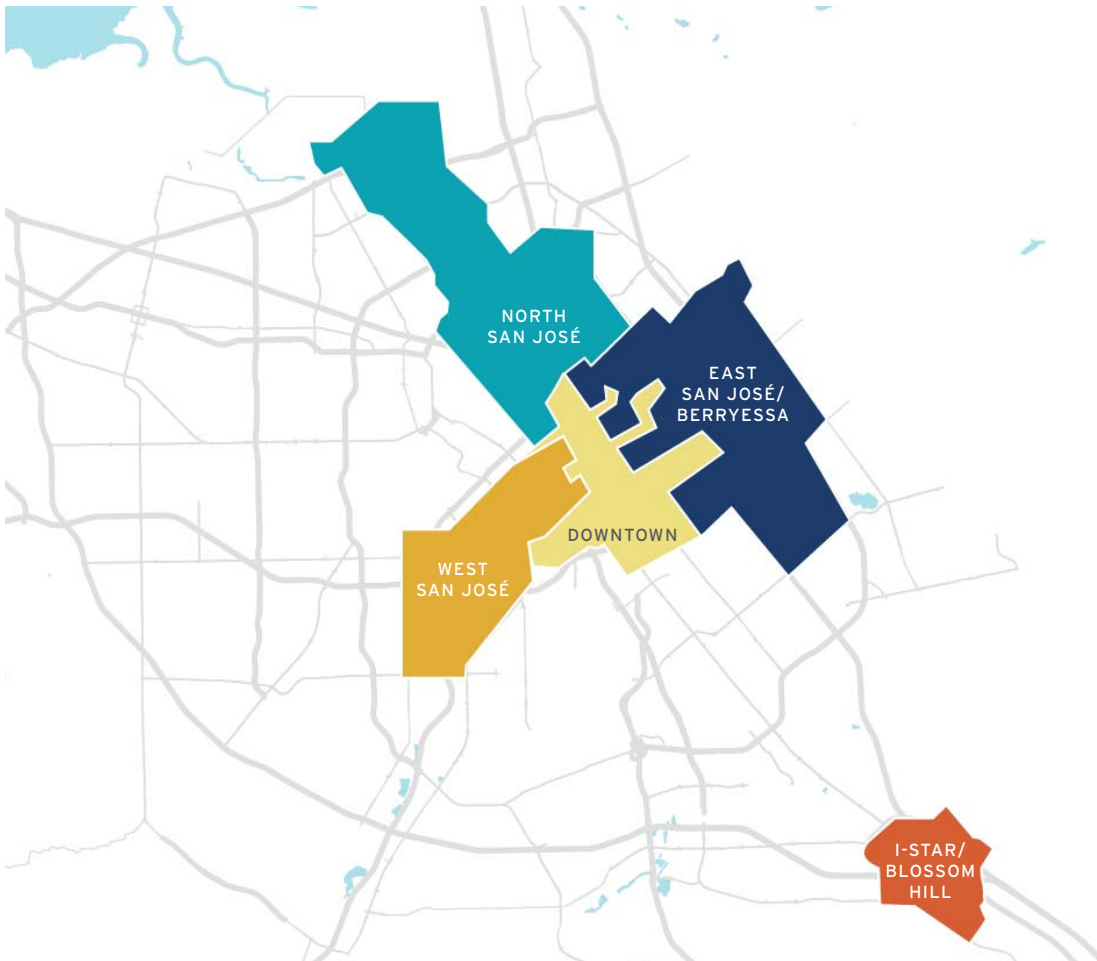 NORTH
SAN JOSÉ
EAST
SAN JOSÉ/
BERRYESSA
DOWNTOWN
WEST
SAN JOSÉ
I-STAR/
BLOSSOM
HILL